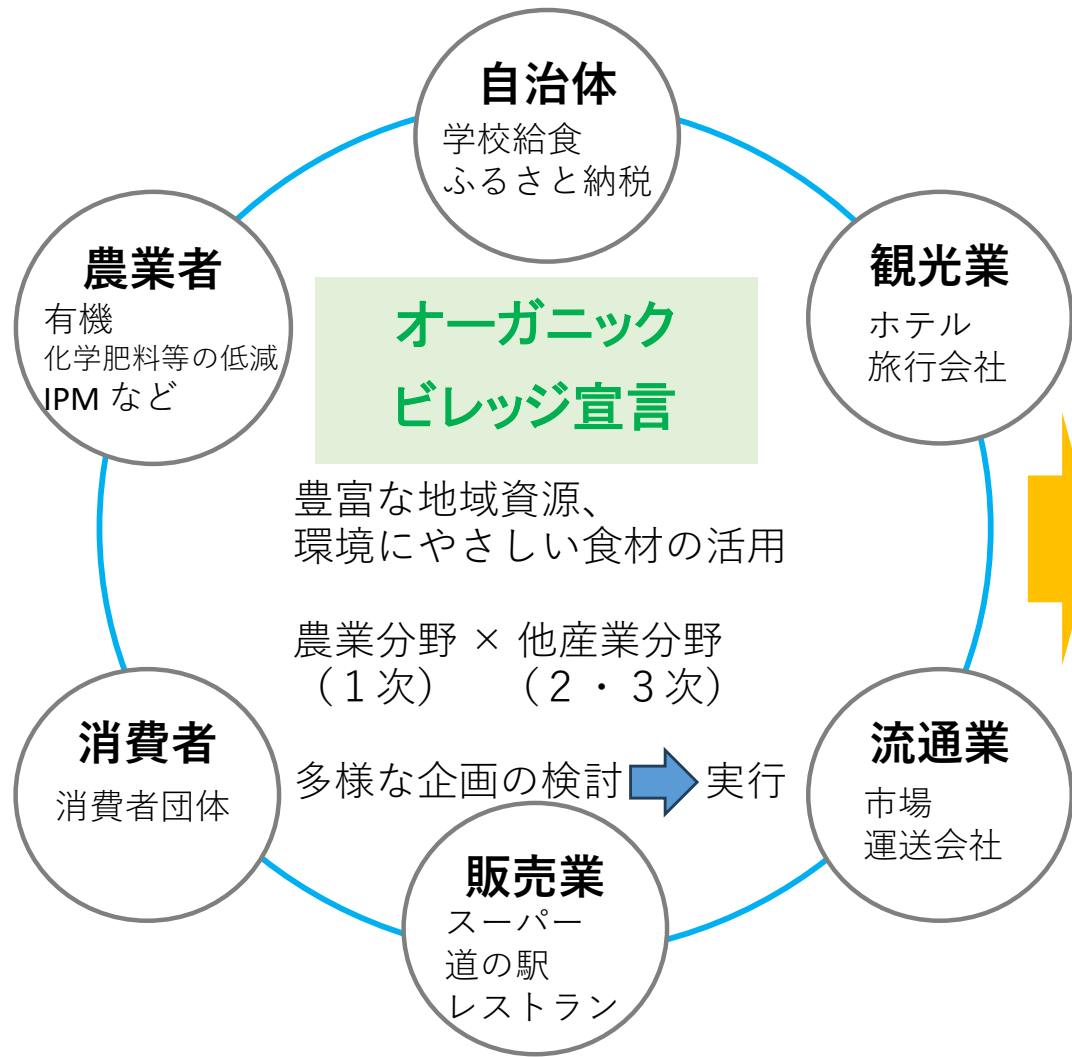 自治体
学校給食
ふるさと納税
農業者
有機
化学肥料等の低減
IPM など
観光業
ホテル
旅行会社
オーガニック
ビレッジ宣言
豊富な地域資源、
環境にやさしい食材の活用
農業分野 × 他産業分野
（１次）　　（２・３次）
多様な企画の検討 実行
消費者
消費者団体
流通業
市場
運送会社
販売業
スーパー
道の駅
レストラン